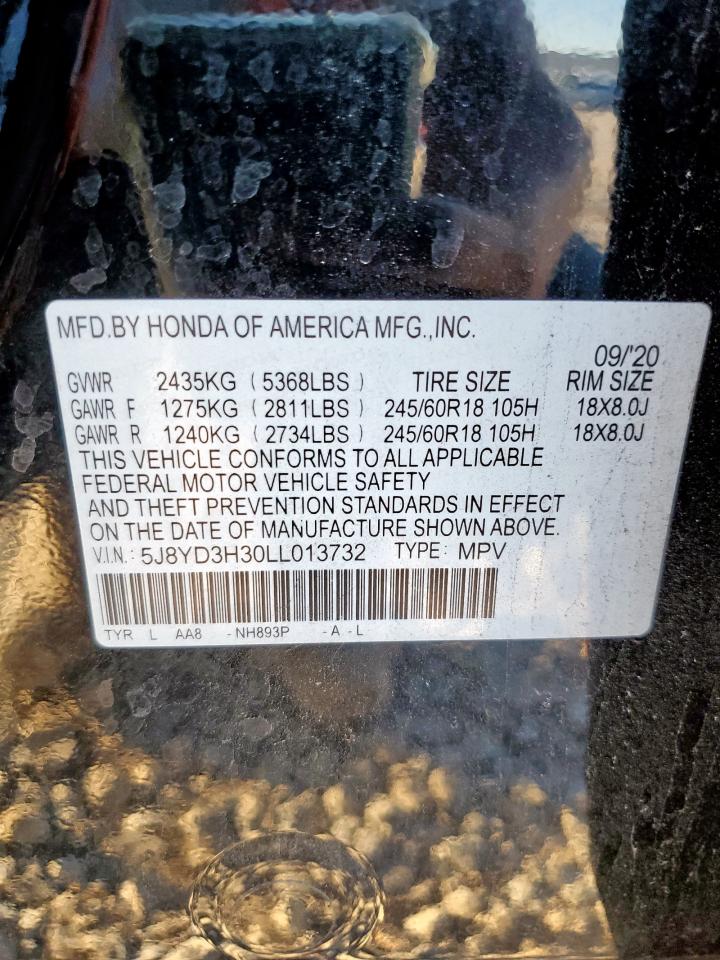 MFD.BY HONDA OF AMERICA MFG.,INC.
09/'20
GVWR 2435KG ( 5368LBS ) TIRE SIZE RIM SIZE
GAWR F 1275KG ( 2811LBS ) 245/60R18 105H 18X8.0J
GAWR R 1240KG ( 2734LBS ) 245/60R18 105H 18X8.0J
THIS VEHICLE CONFORMS TO ALL APPLICABLE
FEDERAL MOTOR VEHICLE SAFETY
AND THEFT PREVENTION STANDARDS IN EFFECT
ON THE DATE OF MANUFACTURE SHOWN ABOVE.
V.I.N.: 5J8YD3H30LL013732 TYPE: MPV
TYR L AA8 - NH893P - A - L